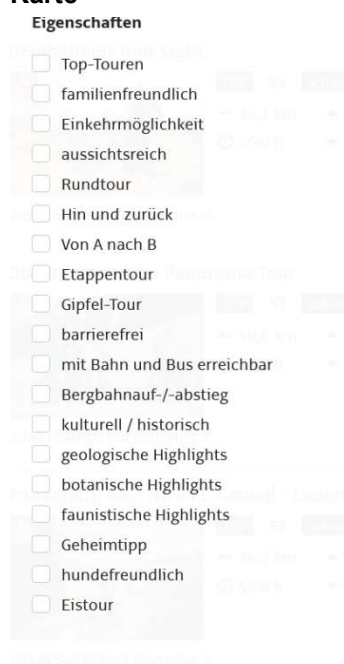 Karte
Eigenschaften
Top-Touren
familienfreundlich
Einkehrmöglichkeit
aussichtsreich
Rundtour
Hin und zurück
Von A nach B
Etappentour
Gipfel-Tour
barrierefrei
mit Bahn und Bus erreichbar
Bergbahnauf-/-abstieg
kulturell / historisch
geologische Highlights
botanische Highlights
faunistische Highlights
Geheimtipp
hundefreundlich
Eistour